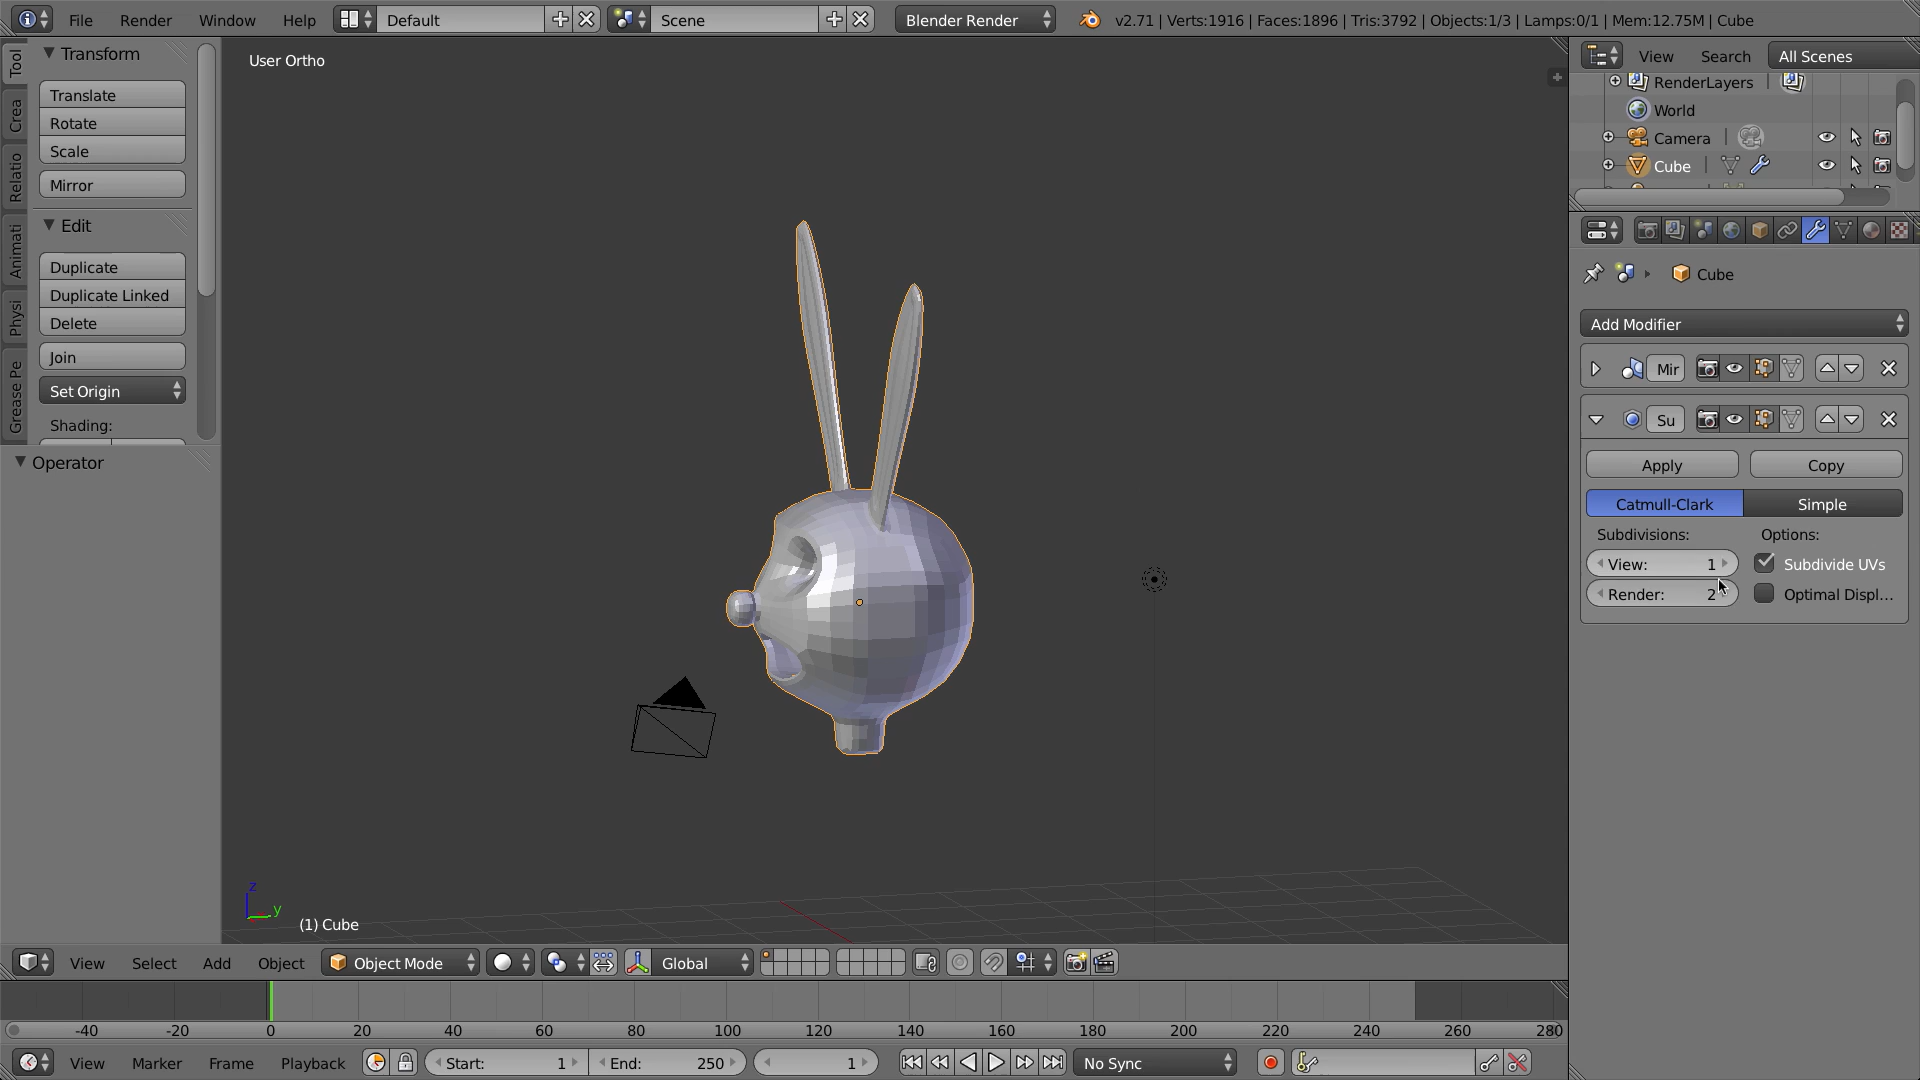 File Render Window Help Default Scene Blender Render v2.71 | Verts:1916 | Faces:1896 | Tris:3792 | Objects:1/3 | Lamps:0/1 | Mem:12.75M | Cube
Tool
Crea
Relatio
Animati
Physi
Grease Pe
Transform
Translate
Rotate
Scale
Mirror
Edit
Duplicate
Duplicate Linked
Delete
Join
Set Origin
Shading:
Operator
User Ortho
z
y
(1) Cube
View Search All Scenes
RenderLayers
World
Camera
Cube
Cube
Add Modifier
Mir
Su
Apply Copy
Catmull-Clark Simple
Subdivisions: Options:
View: 1 Subdivide UVs
Render: 2 Optimal Displ...
View Select Add Object Object Mode Global
-40 -20 0 20 40 60 80 100 120 140 160 180 200 220 240 260 280
View Marker Frame Playback Start: 1 End: 250 1 No Sync